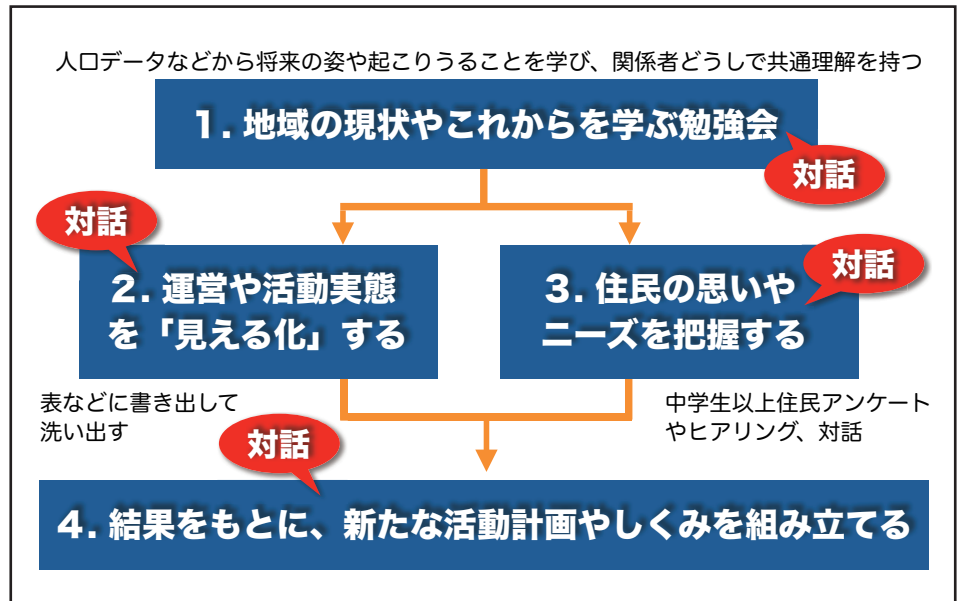 人口データなどから将来の姿や起こりうることを学び、関係者どうしで共通理解を持つ
1. 地域の現状やこれからを学ぶ勉強会
対話
対話
2. 運営や活動実態
を「見える化」する
対話
3. 住民の思いや
ニーズを把握する
表などに書き出して
洗い出す
中学生以上住民アンケート
やヒアリング、対話
対話
4. 結果をもとに、新たな活動計画やしくみを組み立てる